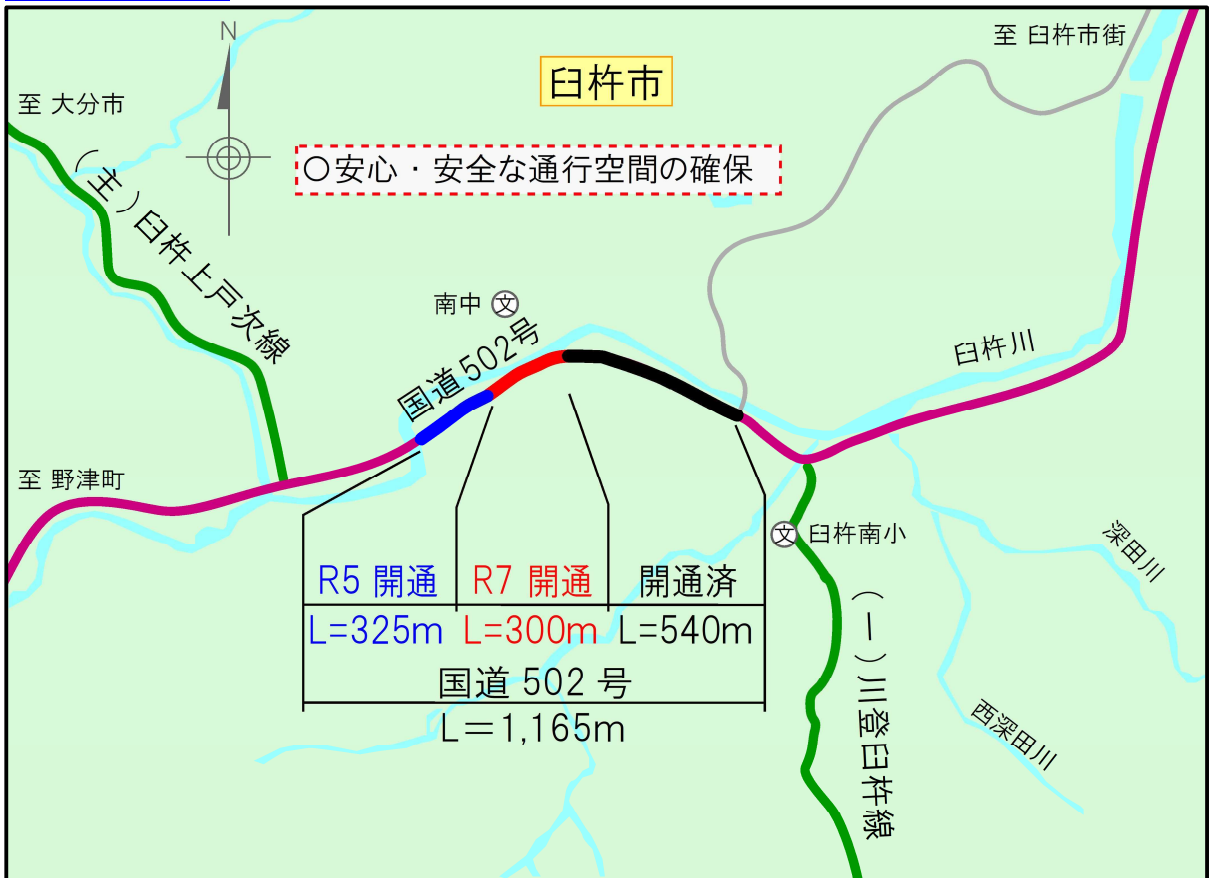 N
至 臼杵市街
臼杵市
至 大分市
○安心・安全な通行空間の確保
(主)臼杵上戸次線
南中 文
国道502号
臼杵川
至 野津町
文 臼杵南小
深田川
R5 開通 R7 開通 開通済
L=325m L=300m L=540m
国道 502 号
L=1,165m
(一)川登臼杵線
西深田川